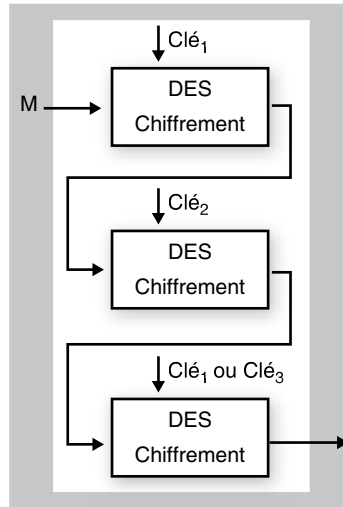 Clé₁
DES
M
Chiffrement
Clé₂
DES
Chiffrement
Clé₁ ou Clé₃
DES
Chiffrement